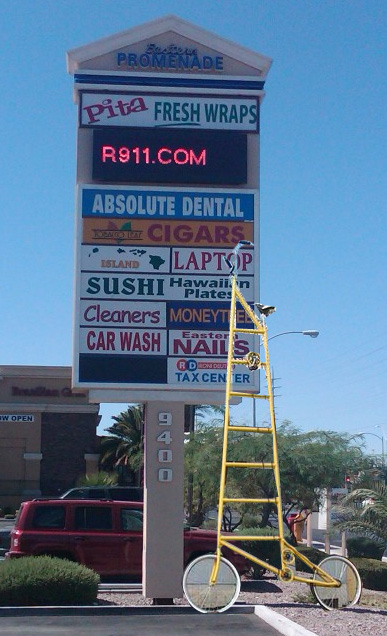 Eastern
PROMENADE
Pita FRESH WRAPS
R911.COM
ABSOLUTE DENTAL
CIGARS
ISLAND
LAPTOP
SUSHI
Hawaiian
Plates
Cleaners
MONEYTREE
CAR WASH
Eastern
NAILS
TAX CENTER
9400
OPEN